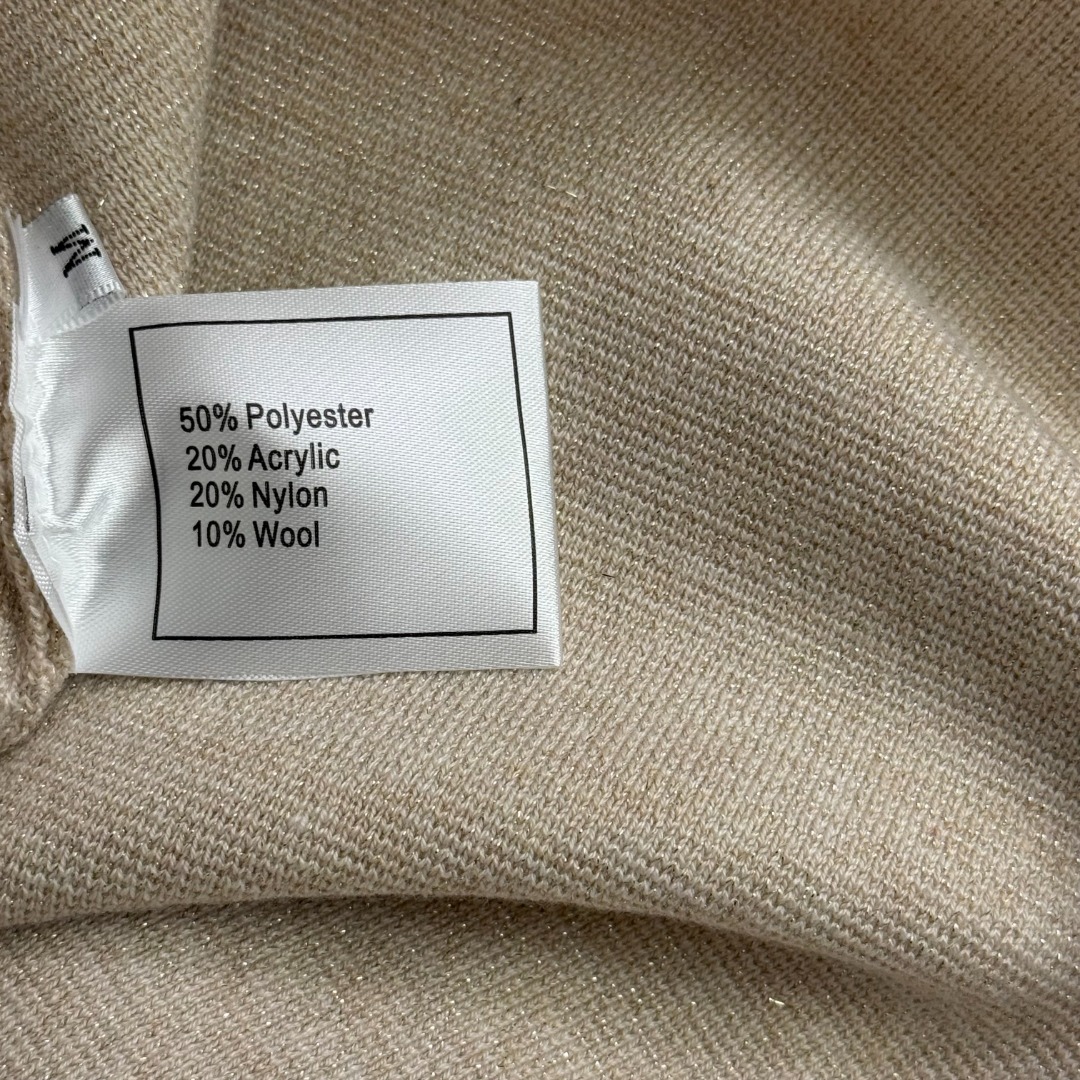 M
50% Polyester
20% Acrylic
20% Nylon
10% Wool